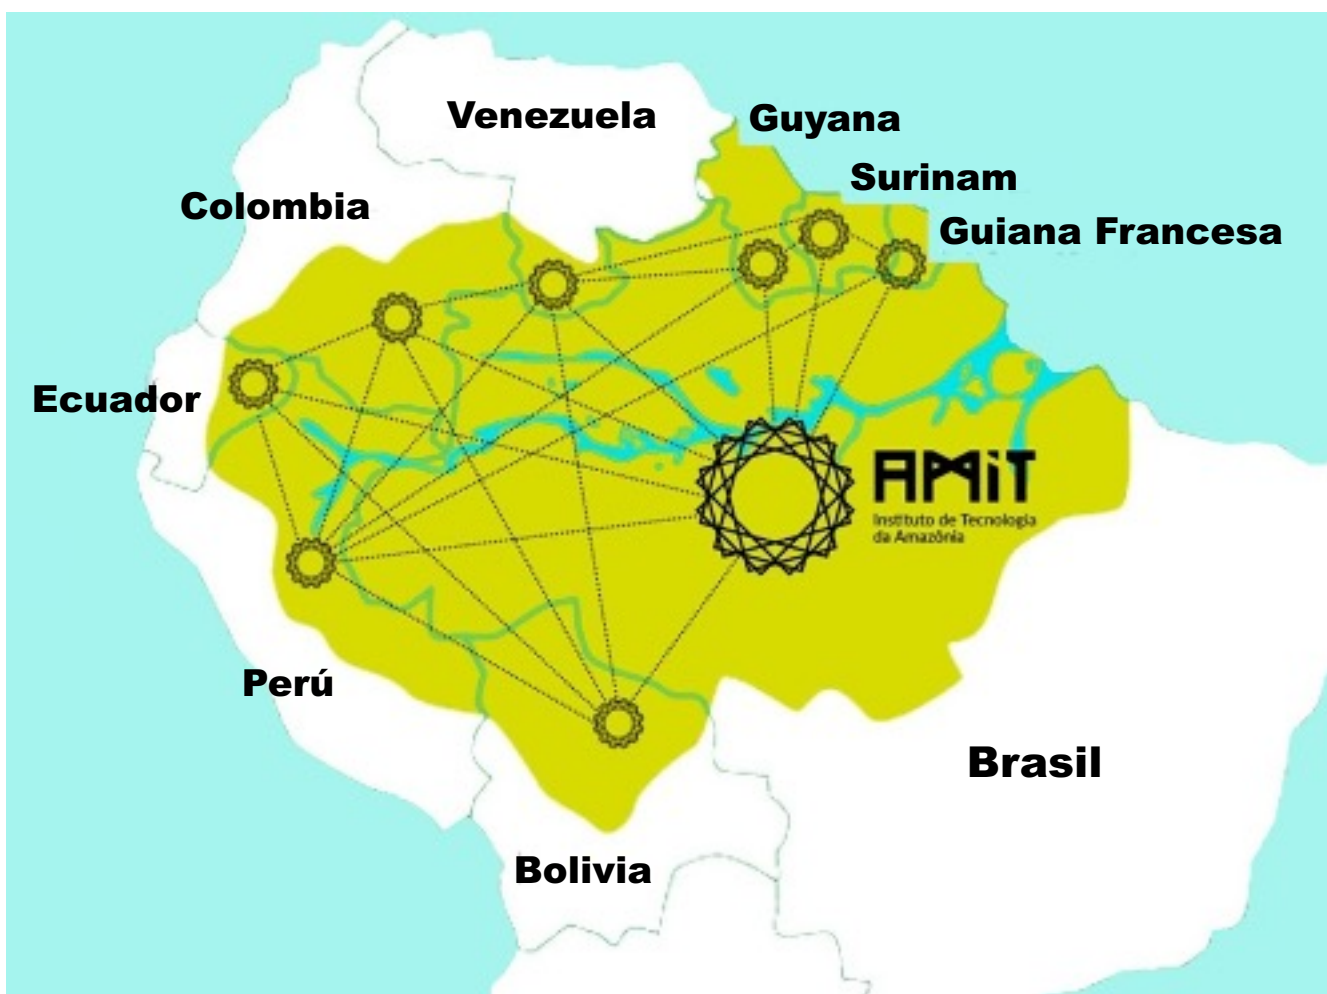 Venezuela
Guyana
Surinam
Colombia
Guiana Francesa
Ecuador
AMiT
Instituto de Tecnologia
da Amazônia
Perú
Brasil
Bolivia